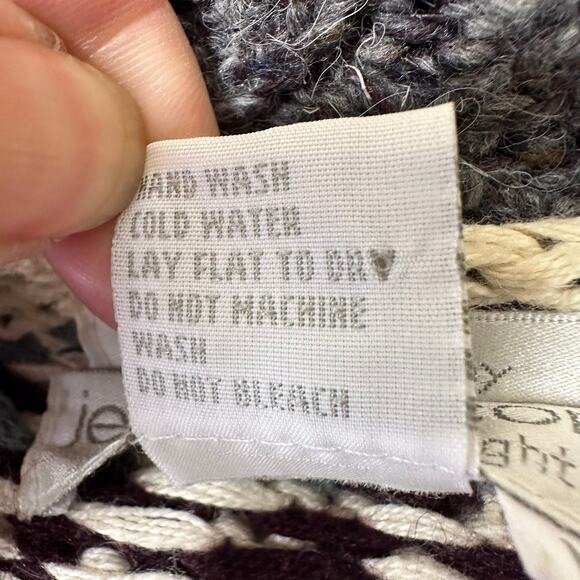 HAND WASH
COLD WATER
LAY FLAT TO DRY
DO NOT MACHINE
WASH
DO NOT BLEACH